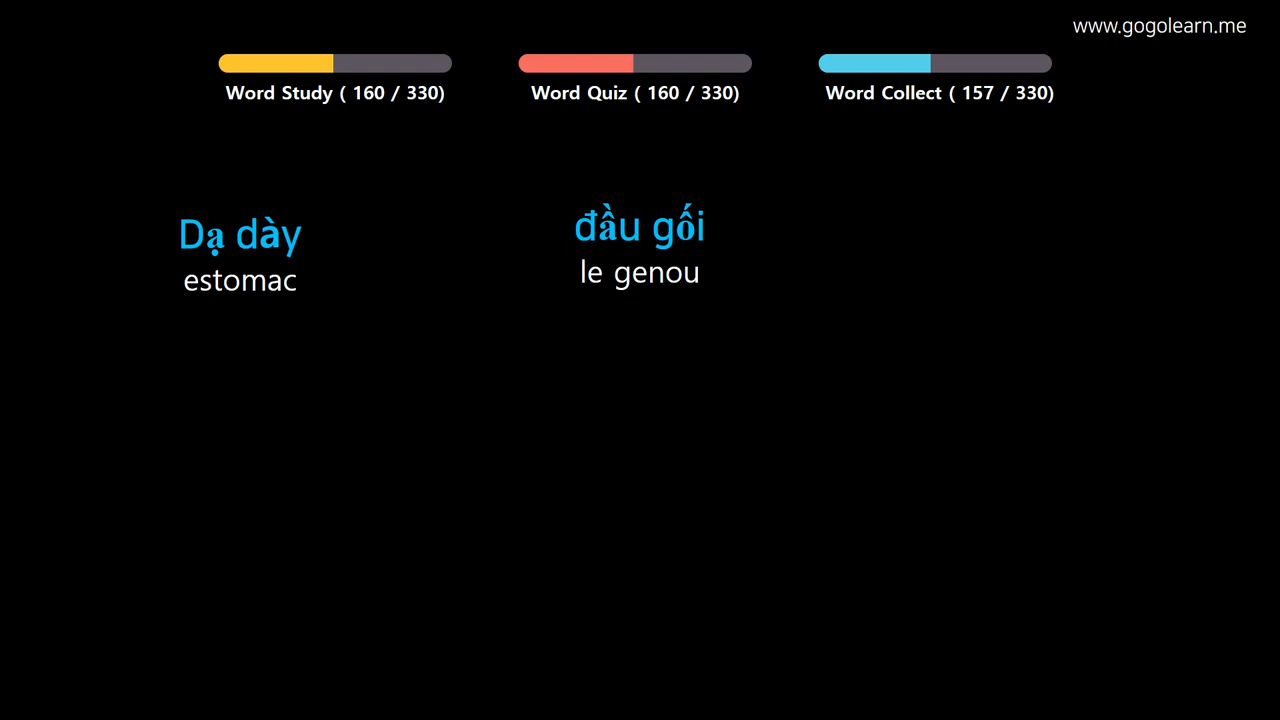 www.gogolearn.me
Word Study ( 160 / 330)
Word Quiz ( 160 / 330)
Word Collect ( 157 / 330)
Dạ dày
estomac
đầu gối
le genou